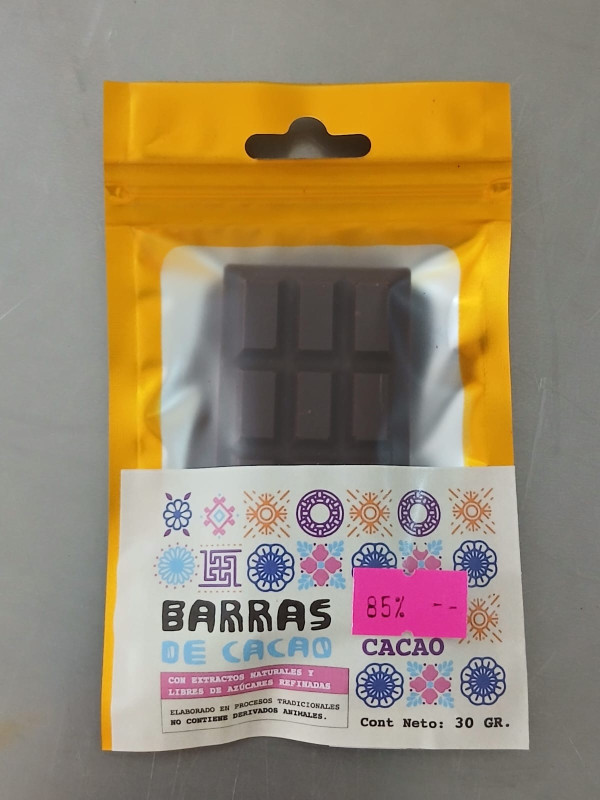 85% --
BARRAS
DE CACAO
CACAO
CON EXTRACTOS NATURALES Y
LIBRES DE AZÚCARES REFINADAS
ELABORADO EN PROCESOS TRADICIONALES
NO CONTIENE DERIVADOS ANIMALES.
Cont Neto: 30 GR.